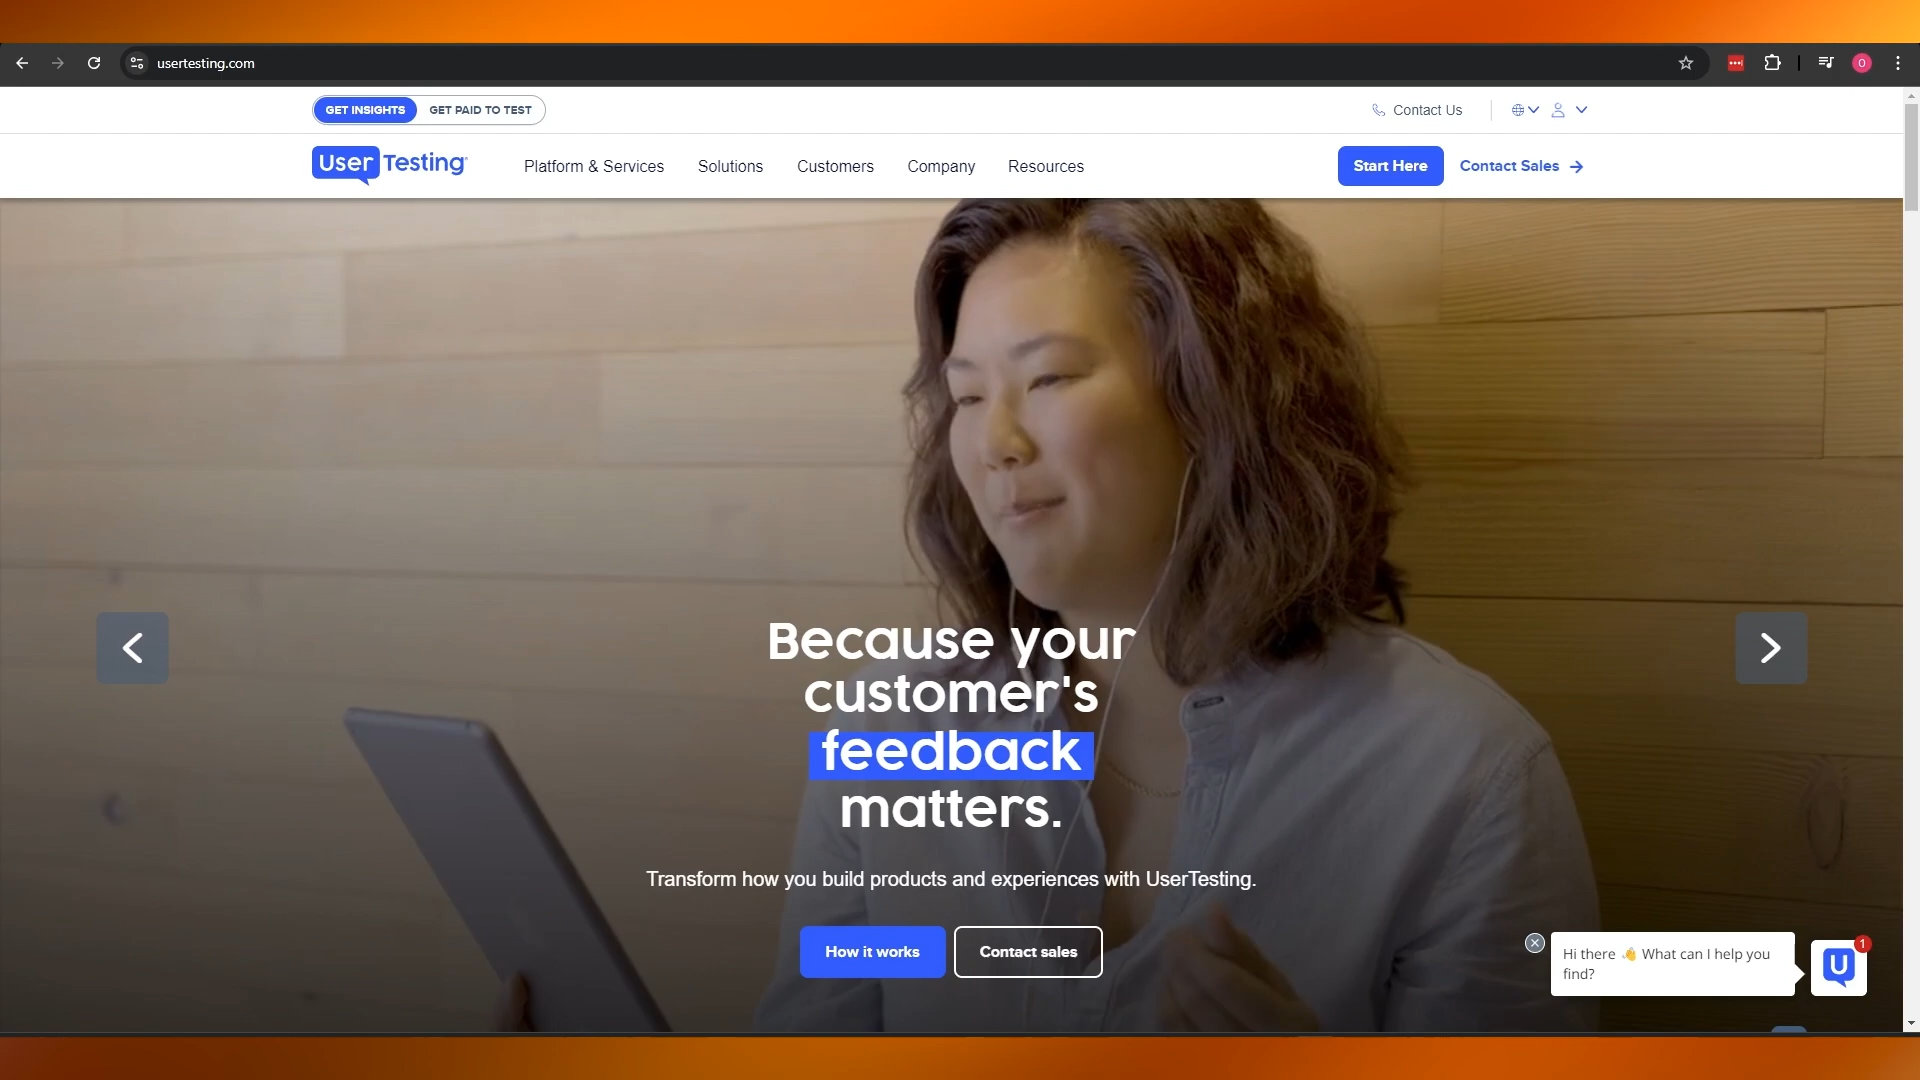 usertesting.com
O
GET INSIGHTS GET PAID TO TEST
Contact Us
User Testing
Platform & Services Solutions Customers Company Resources
Start Here Contact Sales →
Because your
customer's
feedback
matters.
Transform how you build products and experiences with UserTesting.
How it works Contact sales
Hi there 👋 What can I help you
find?
U 1